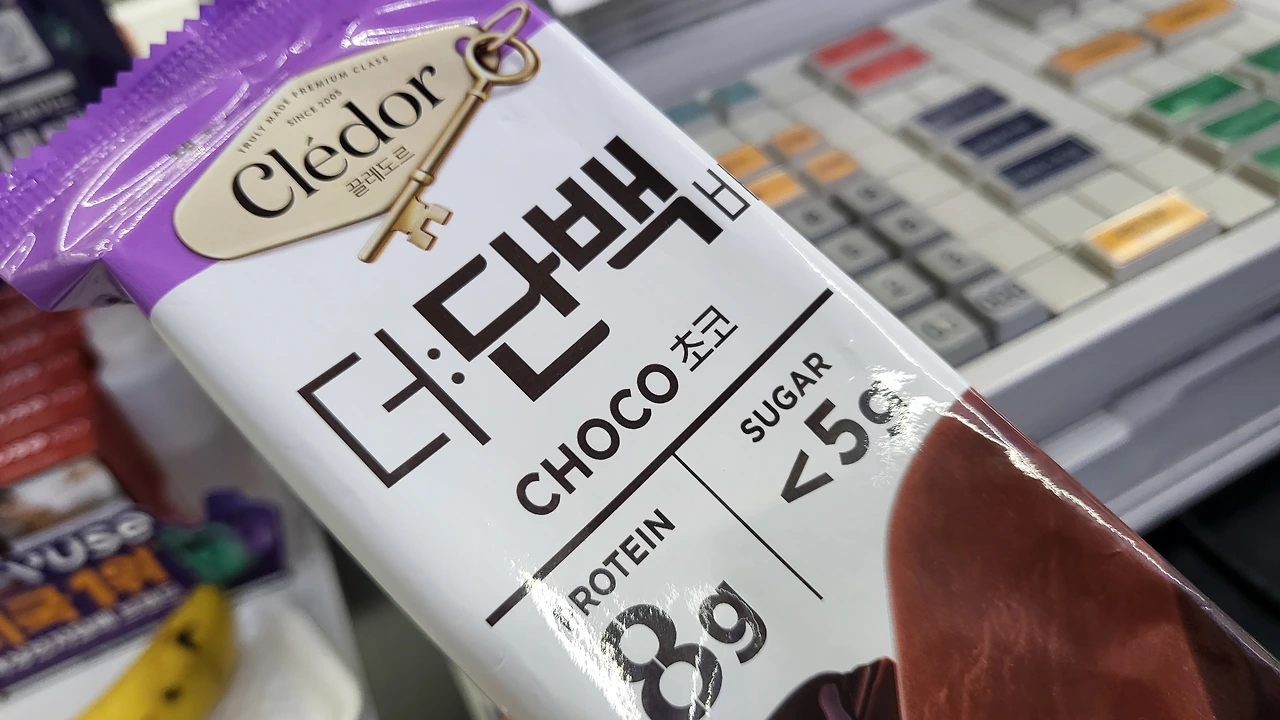 TRULY MADE PREMIUM CLASS
SINCE 2005
Clédor
끌레도르
더:단백 바
CHOCO 초코
PROTEIN
8g
SUGAR
<5g